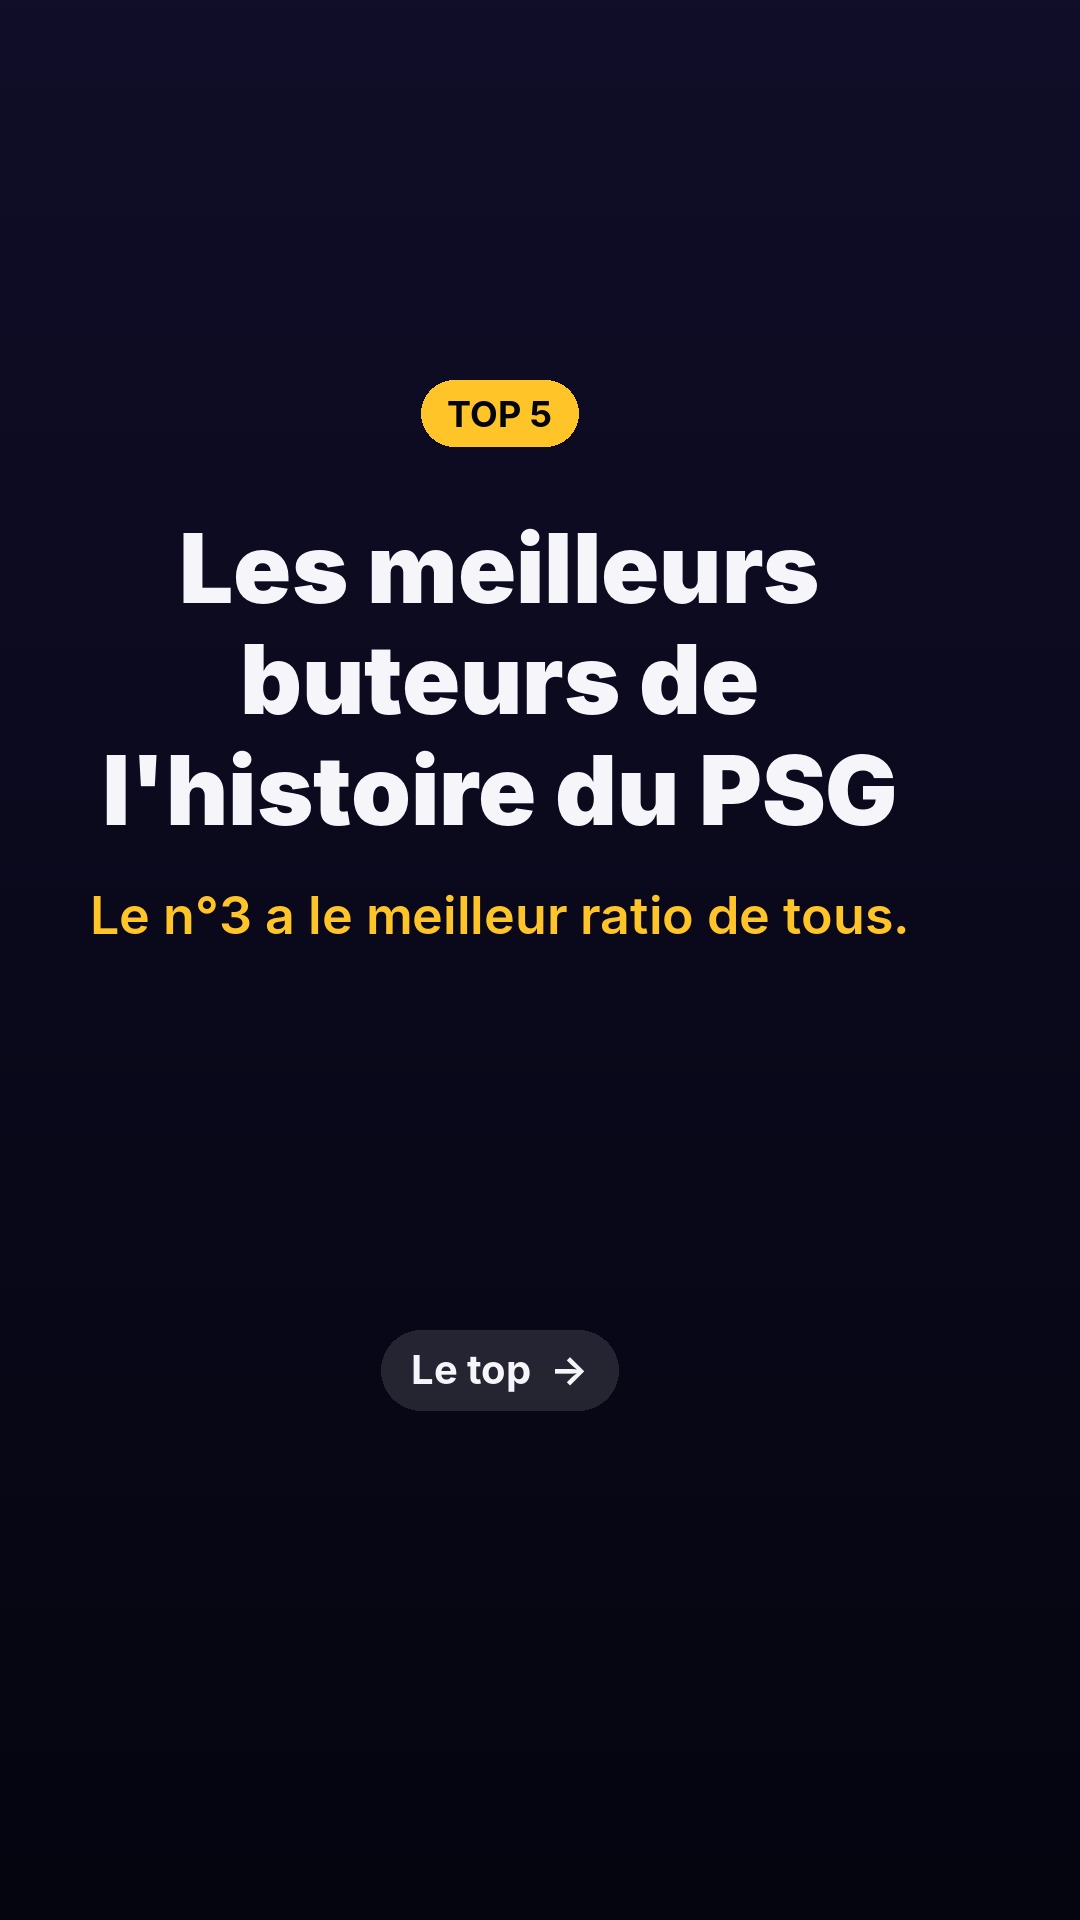 TOP 5
Les meilleurs
buteurs de
l'histoire du PSG
Le n°3 a le meilleur ratio de tous.
Le top →